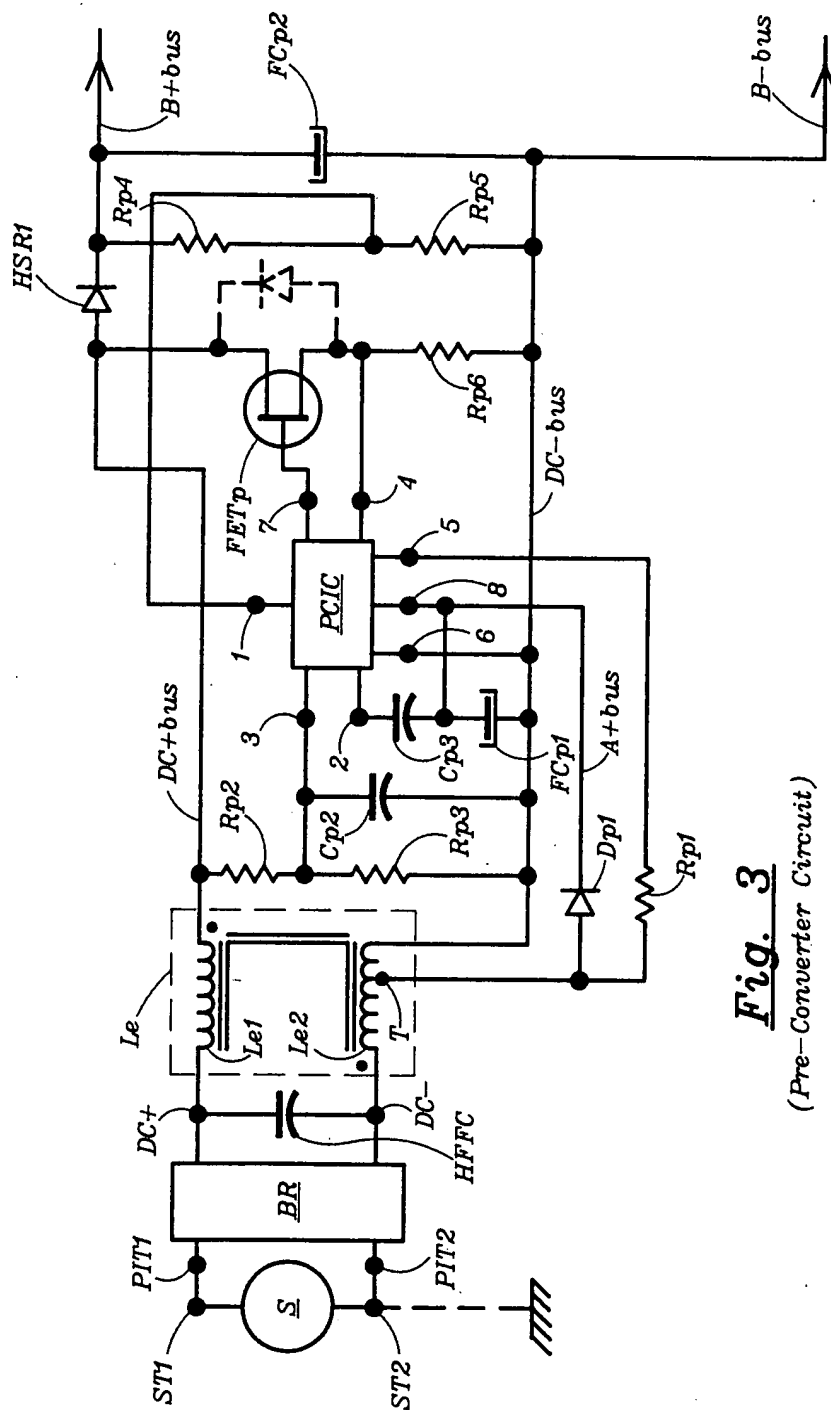 ST1
PIT1
S
ST2
PIT2
BR
DC+
DC-
HFFC
Le
Le1
Le2
T
DC+bus
Rp2
Rp3
Cp2
3
2
Cp3
FCp1
1
PCIC
7
4
6
8
5
A+bus
Dp1
Rp1
FETp
Rp6
DC-bus
HSR1
Rp4
Rp5
B+bus
FCp2
B-bus
Fig. 3
(Pre-Converter Circuit)